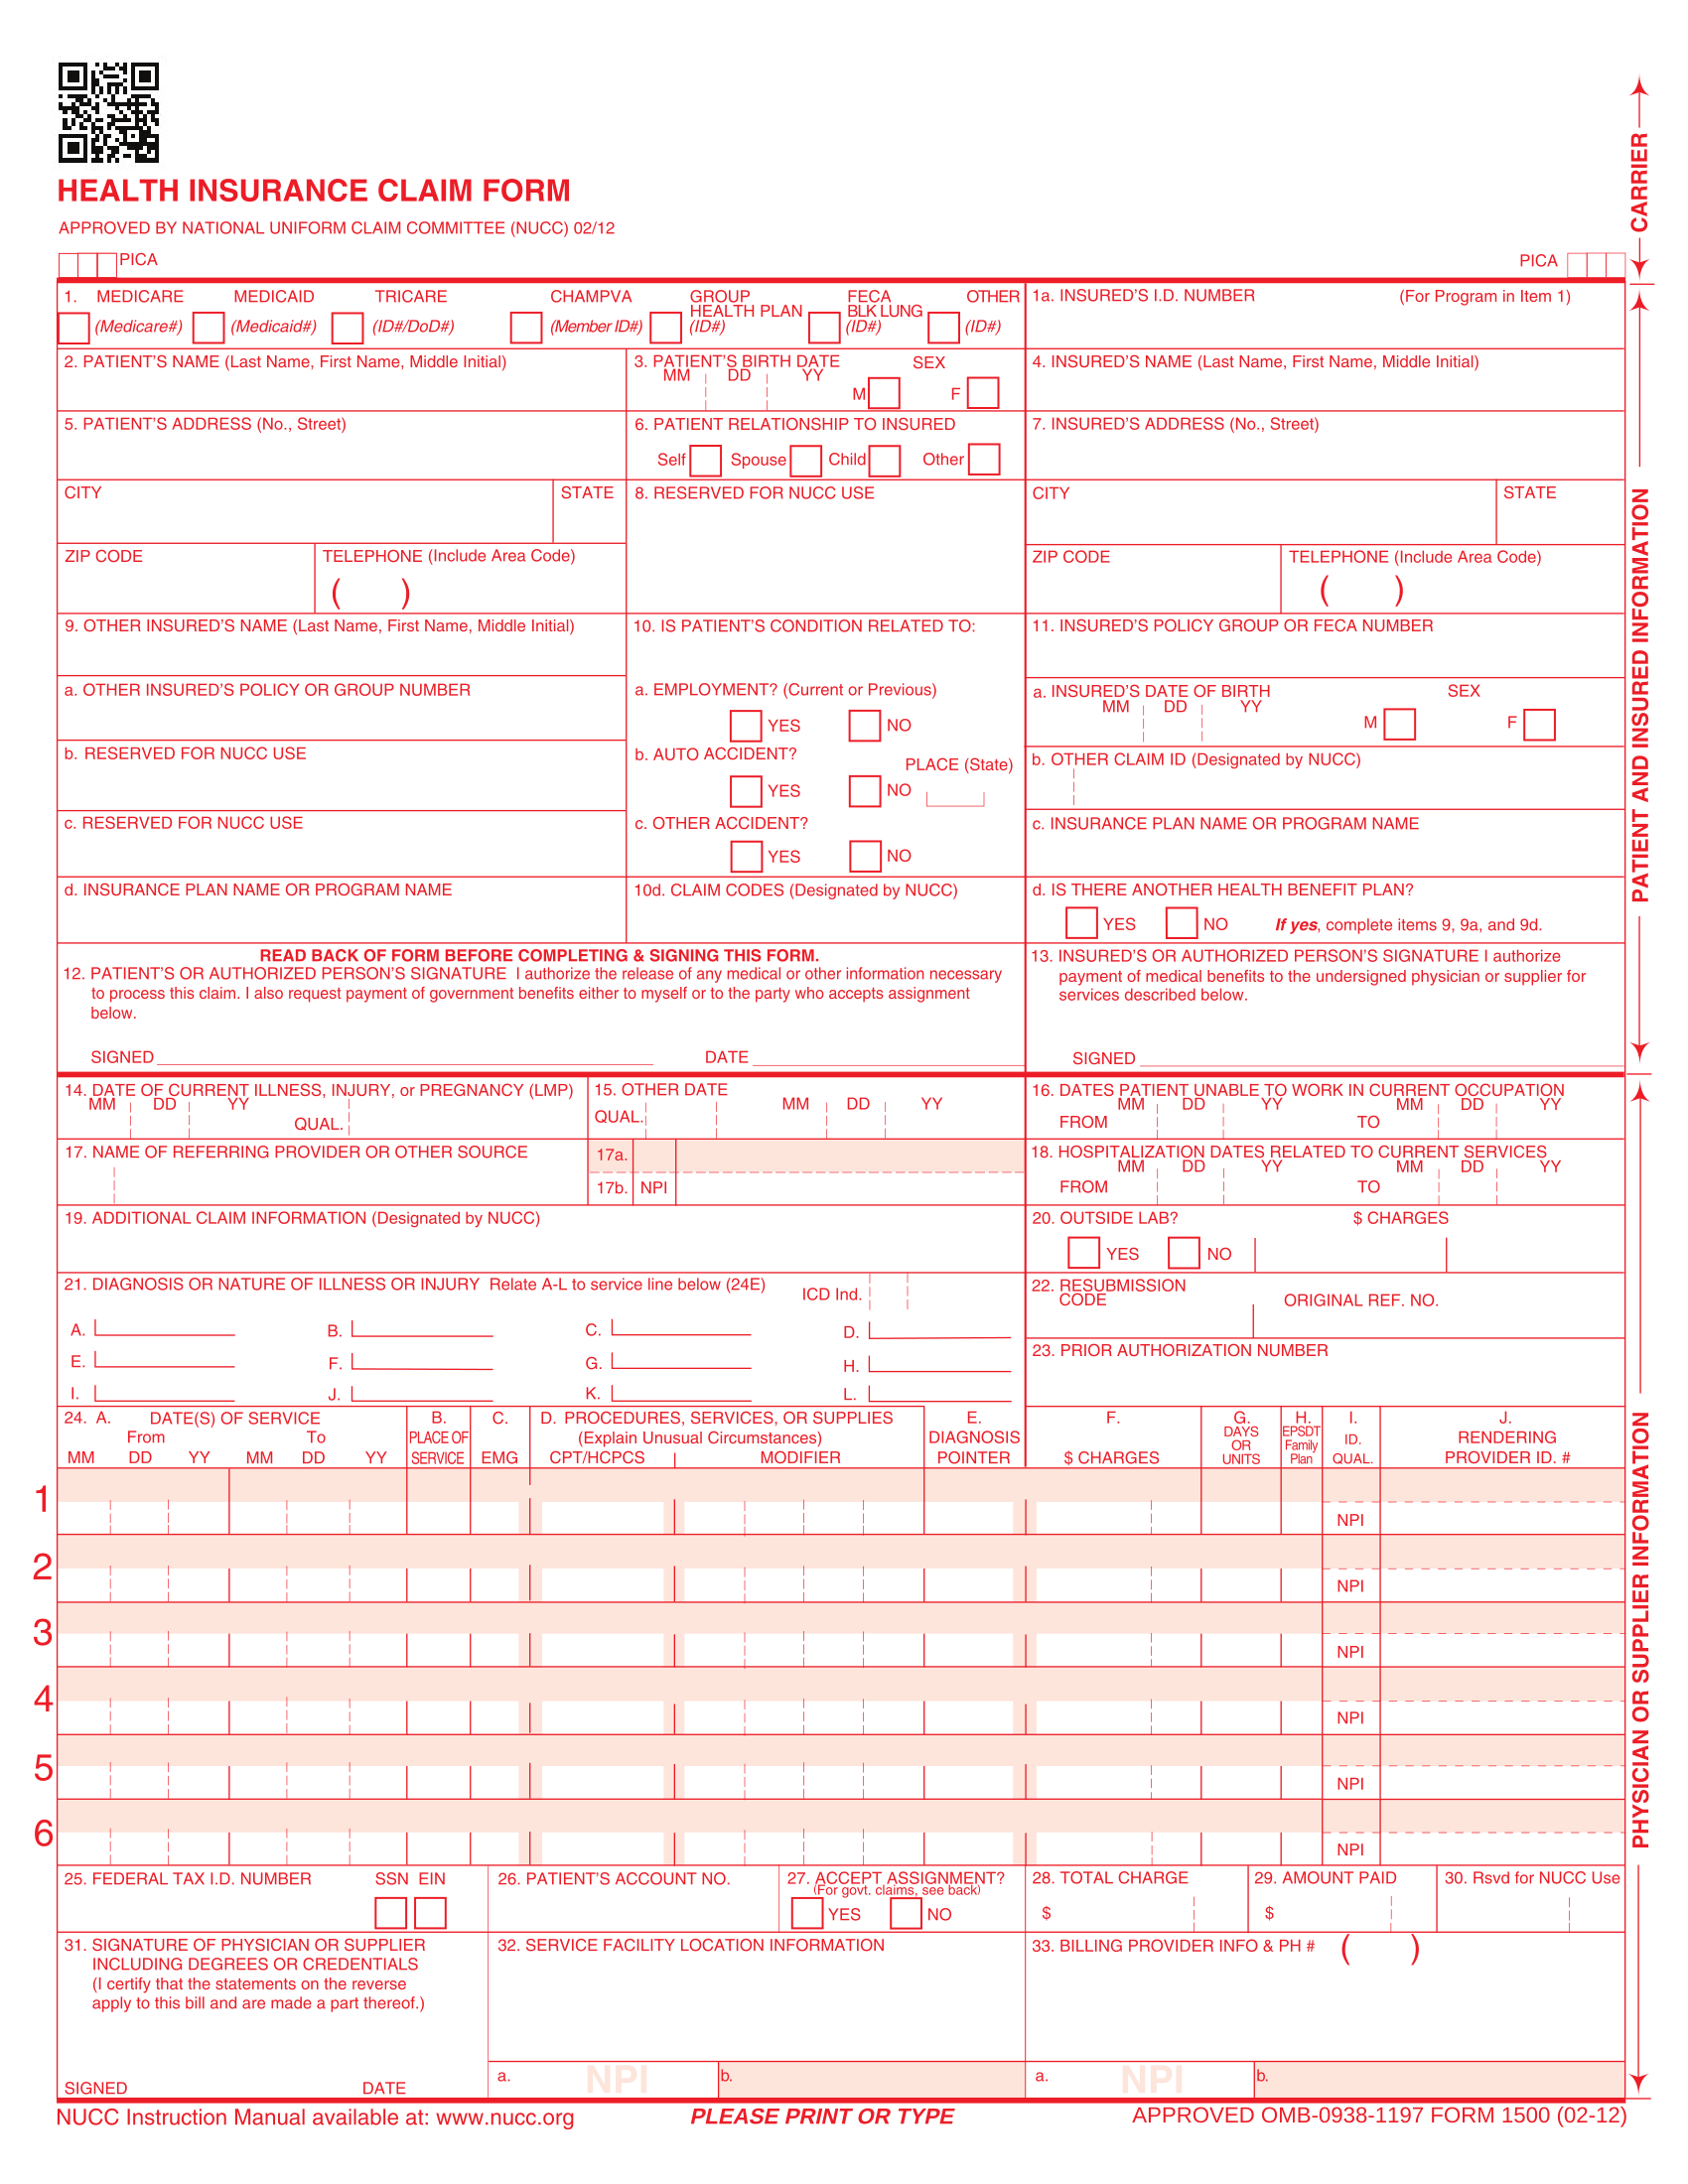 HEALTH INSURANCE CLAIM FORM
APPROVED BY NATIONAL UNIFORM CLAIM COMMITTEE (NUCC) 02/12
PICA
PICA
CARRIER
1. MEDICARE MEDICAID TRICARE CHAMPVA GROUP HEALTH PLAN FECA BLK LUNG OTHER
(Medicare#) (Medicaid#) (ID#/DoD#) (Member ID#) (ID#) (ID#) (ID#)
1a. INSURED'S I.D. NUMBER (For Program in Item 1)
2. PATIENT'S NAME (Last Name, First Name, Middle Initial)
3. PATIENT'S BIRTH DATE SEX
MM DD YY M F
4. INSURED'S NAME (Last Name, First Name, Middle Initial)
5. PATIENT'S ADDRESS (No., Street)
6. PATIENT RELATIONSHIP TO INSURED
Self Spouse Child Other
7. INSURED'S ADDRESS (No., Street)
CITY STATE
8. RESERVED FOR NUCC USE
CITY STATE
ZIP CODE TELEPHONE (Include Area Code)
( )
ZIP CODE TELEPHONE (Include Area Code)
( )
9. OTHER INSURED'S NAME (Last Name, First Name, Middle Initial)
10. IS PATIENT'S CONDITION RELATED TO:
11. INSURED'S POLICY GROUP OR FECA NUMBER
a. OTHER INSURED'S POLICY OR GROUP NUMBER
a. EMPLOYMENT? (Current or Previous)
YES NO
a. INSURED'S DATE OF BIRTH SEX
MM DD YY M F
b. RESERVED FOR NUCC USE
b. AUTO ACCIDENT? PLACE (State)
YES NO
b. OTHER CLAIM ID (Designated by NUCC)
c. RESERVED FOR NUCC USE
c. OTHER ACCIDENT?
YES NO
c. INSURANCE PLAN NAME OR PROGRAM NAME
d. INSURANCE PLAN NAME OR PROGRAM NAME
10d. CLAIM CODES (Designated by NUCC)
d. IS THERE ANOTHER HEALTH BENEFIT PLAN?
YES NO If yes, complete items 9, 9a, and 9d.
READ BACK OF FORM BEFORE COMPLETING & SIGNING THIS FORM.
12. PATIENT'S OR AUTHORIZED PERSON'S SIGNATURE I authorize the release of any medical or other information necessary
to process this claim. I also request payment of government benefits either to myself or to the party who accepts assignment
below.
SIGNED DATE
13. INSURED'S OR AUTHORIZED PERSON'S SIGNATURE I authorize
payment of medical benefits to the undersigned physician or supplier for
services described below.
SIGNED
PATIENT AND INSURED INFORMATION
14. DATE OF CURRENT ILLNESS, INJURY, or PREGNANCY (LMP)
MM DD YY QUAL.
15. OTHER DATE
QUAL. MM DD YY
16. DATES PATIENT UNABLE TO WORK IN CURRENT OCCUPATION
MM DD YY MM DD YY
FROM TO
17. NAME OF REFERRING PROVIDER OR OTHER SOURCE
17a.
17b. NPI
18. HOSPITALIZATION DATES RELATED TO CURRENT SERVICES
MM DD YY MM DD YY
FROM TO
19. ADDITIONAL CLAIM INFORMATION (Designated by NUCC)
20. OUTSIDE LAB? $ CHARGES
YES NO
21. DIAGNOSIS OR NATURE OF ILLNESS OR INJURY Relate A-L to service line below (24E) ICD Ind.
A. B. C. D.
E. F. G. H.
I. J. K. L.
22. RESUBMISSION
CODE ORIGINAL REF. NO.
23. PRIOR AUTHORIZATION NUMBER
24. A. DATE(S) OF SERVICE
From To
MM DD YY MM DD YY
B.
PLACE OF
SERVICE
C.
EMG
D. PROCEDURES, SERVICES, OR SUPPLIES
(Explain Unusual Circumstances)
CPT/HCPCS MODIFIER
E.
DIAGNOSIS
POINTER
F.
$ CHARGES
G.
DAYS
OR
UNITS
H.
EPSDT
Family
Plan
I.
ID.
QUAL.
J.
RENDERING
PROVIDER ID. #
1
NPI
2
NPI
3
NPI
4
NPI
5
NPI
6
NPI
25. FEDERAL TAX I.D. NUMBER SSN EIN
26. PATIENT'S ACCOUNT NO.
27. ACCEPT ASSIGNMENT?
(For govt. claims, see back)
YES NO
28. TOTAL CHARGE
$
29. AMOUNT PAID
$
30. Rsvd for NUCC Use
31. SIGNATURE OF PHYSICIAN OR SUPPLIER
INCLUDING DEGREES OR CREDENTIALS
(I certify that the statements on the reverse
apply to this bill and are made a part thereof.)
SIGNED DATE
32. SERVICE FACILITY LOCATION INFORMATION
a. NPI b.
33. BILLING PROVIDER INFO & PH # ( )
a. NPI b.
PHYSICIAN OR SUPPLIER INFORMATION
NUCC Instruction Manual available at: www.nucc.org
PLEASE PRINT OR TYPE
APPROVED OMB-0938-1197 FORM 1500 (02-12)